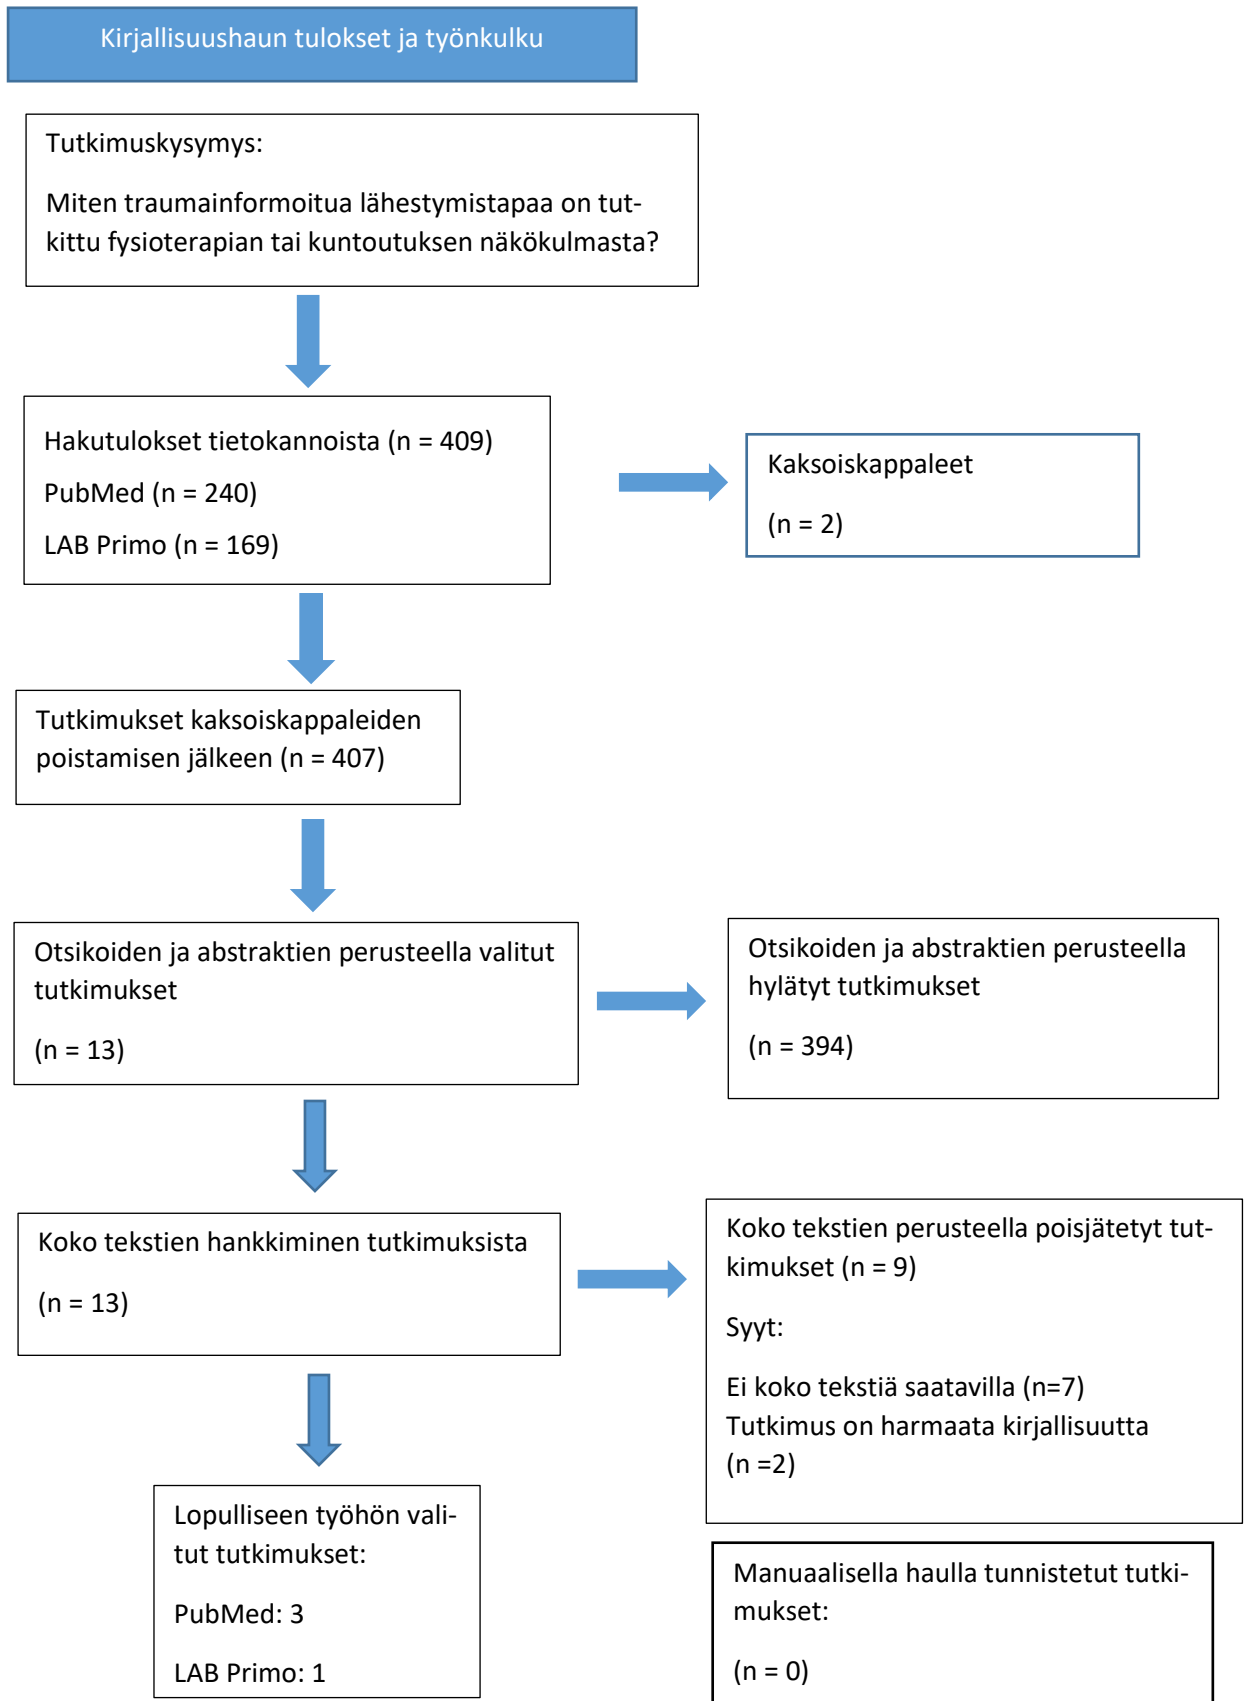 Kirjallisuushaun tulokset ja työnkulku
Tutkimuskysymys:
Miten traumainformoitua lähestymistapaa on tut-
kittu fysioterapian tai kuntoutuksen näkökulmasta?
Hakutulokset tietokannoista (n = 409)
PubMed (n = 240)
LAB Primo (n = 169)
Kaksoiskappaleet
(n = 2)
Tutkimukset kaksoiskappaleiden
poistamisen jälkeen (n = 407)
Otsikoiden ja abstraktien perusteella valitut
tutkimukset
(n = 13)
Otsikoiden ja abstraktien perusteella
hylätyt tutkimukset
(n = 394)
Koko tekstien hankkiminen tutkimuksista
(n = 13)
Koko tekstien perusteella poisjätetyt tut-
kimukset (n = 9)
Syyt:
Ei koko tekstiä saatavilla (n=7)
Tutkimus on harmaata kirjallisuutta
(n =2)
Lopulliseen työhön vali-
tut tutkimukset:
PubMed: 3
LAB Primo: 1
Manuaalisella haulla tunnistetut tutki-
mukset:
(n = 0)